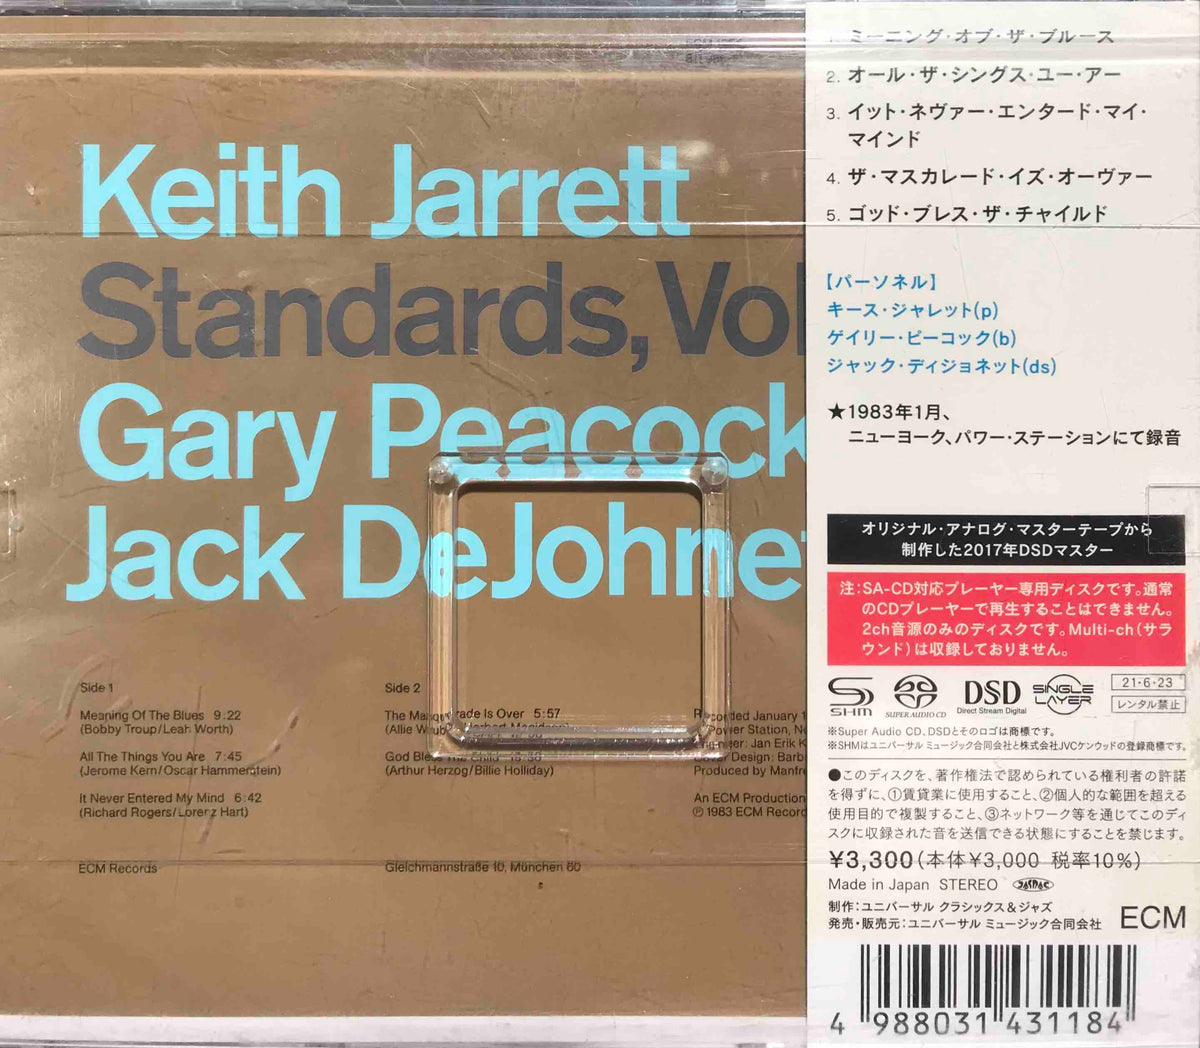 Keith Jarrett
Standards, Vol
Gary Peacock
Jack DeJohnet
Side 1
Meaning Of The Blues 9:22
(Bobby Troup/Leah Worth)
All The Things You Are 7:45
(Jerome Kern/Oscar Hammerstein)
It Never Entered My Mind 6:42
(Richard Rogers/Lorenz Hart)
ECM Records
Side 2
The Masquerade Is Over 5:57
(Allie
God Bless The Child
(Arthur Herzog/Billie Holliday)
Gleichmannstraße 10, München 60
Recorded January 1
Power Station, New
Engineer: Jan Erik K
Cover Design: Barb
Produced by Manfre
An ECM Production
Ⓟ 1983 ECM Record
1. ミーニング・オブ・ザ・ブルース
2. オール・ザ・シングス・ユー・アー
3. イット・ネヴァー・エンタード・マイ・
マインド
4. ザ・マスカレード・イズ・オーヴァー
5. ゴッド・ブレス・ザ・チャイルド
【パーソネル】
キース・ジャレット(p)
ゲイリー・ピーコック(b)
ジャック・ディジョネット(ds)
★1983年1月、
ニューヨーク、パワー・ステーションにて録音
オリジナル・アナログ・マスターテープから
制作した2017年DSDマスター
注:SA-CD対応プレーヤー専用ディスクです。通常
のCDプレーヤーで再生することはできません。
2ch音源のみのディスクです。Multi-ch(サラ
ウンド)は収録しておりません。
SHM
SUPER AUDIO CD
DSD
Direct Stream Digital
SINGLE
LAYER
21・6・23
レンタル禁止
※Super Audio CD、DSDとそのロゴは商標です。
※SHMはユニバーサル ミュージック合同会社と株式会社JVCケンウッドの登録商標です。
●このディスクを、著作権法で認められている権利者の許諾
を得ずに、①賃貸業に使用すること、②個人的な範囲を超える
使用目的で複製すること、③ネットワーク等を通じてこのディ
スクに収録された音を送信できる状態にすることを禁じます。
¥3,300(本体¥3,000 税率10%)
Made in Japan STEREO JASRAC
制作:ユニバーサル クラシックス&ジャズ
発売・販売元:ユニバーサル ミュージック合同会社
ECM
4 988031 431184